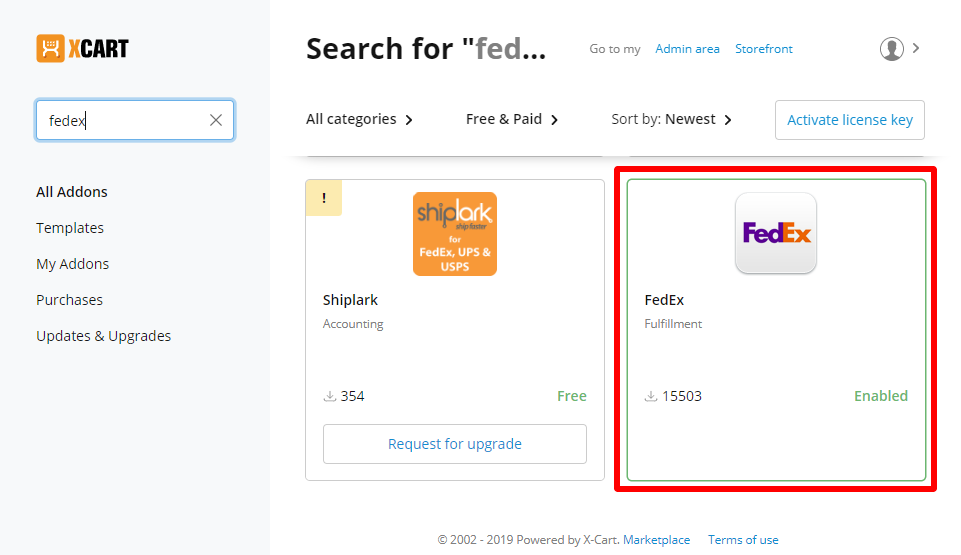 XCART
fedex
All Addons
Templates
My Addons
Purchases
Updates & Upgrades
Search for "fed...
Go to my Admin area Storefront
All categories Free & Paid Sort by: Newest Activate license key
!
shiplark
ship faster
for
FedEx, UPS &
USPS
Shiplark
Accounting
354 Free
Request for upgrade
FedEx
FedEx
Fulfillment
15503 Enabled
© 2002 - 2019 Powered by X-Cart. Marketplace Terms of use